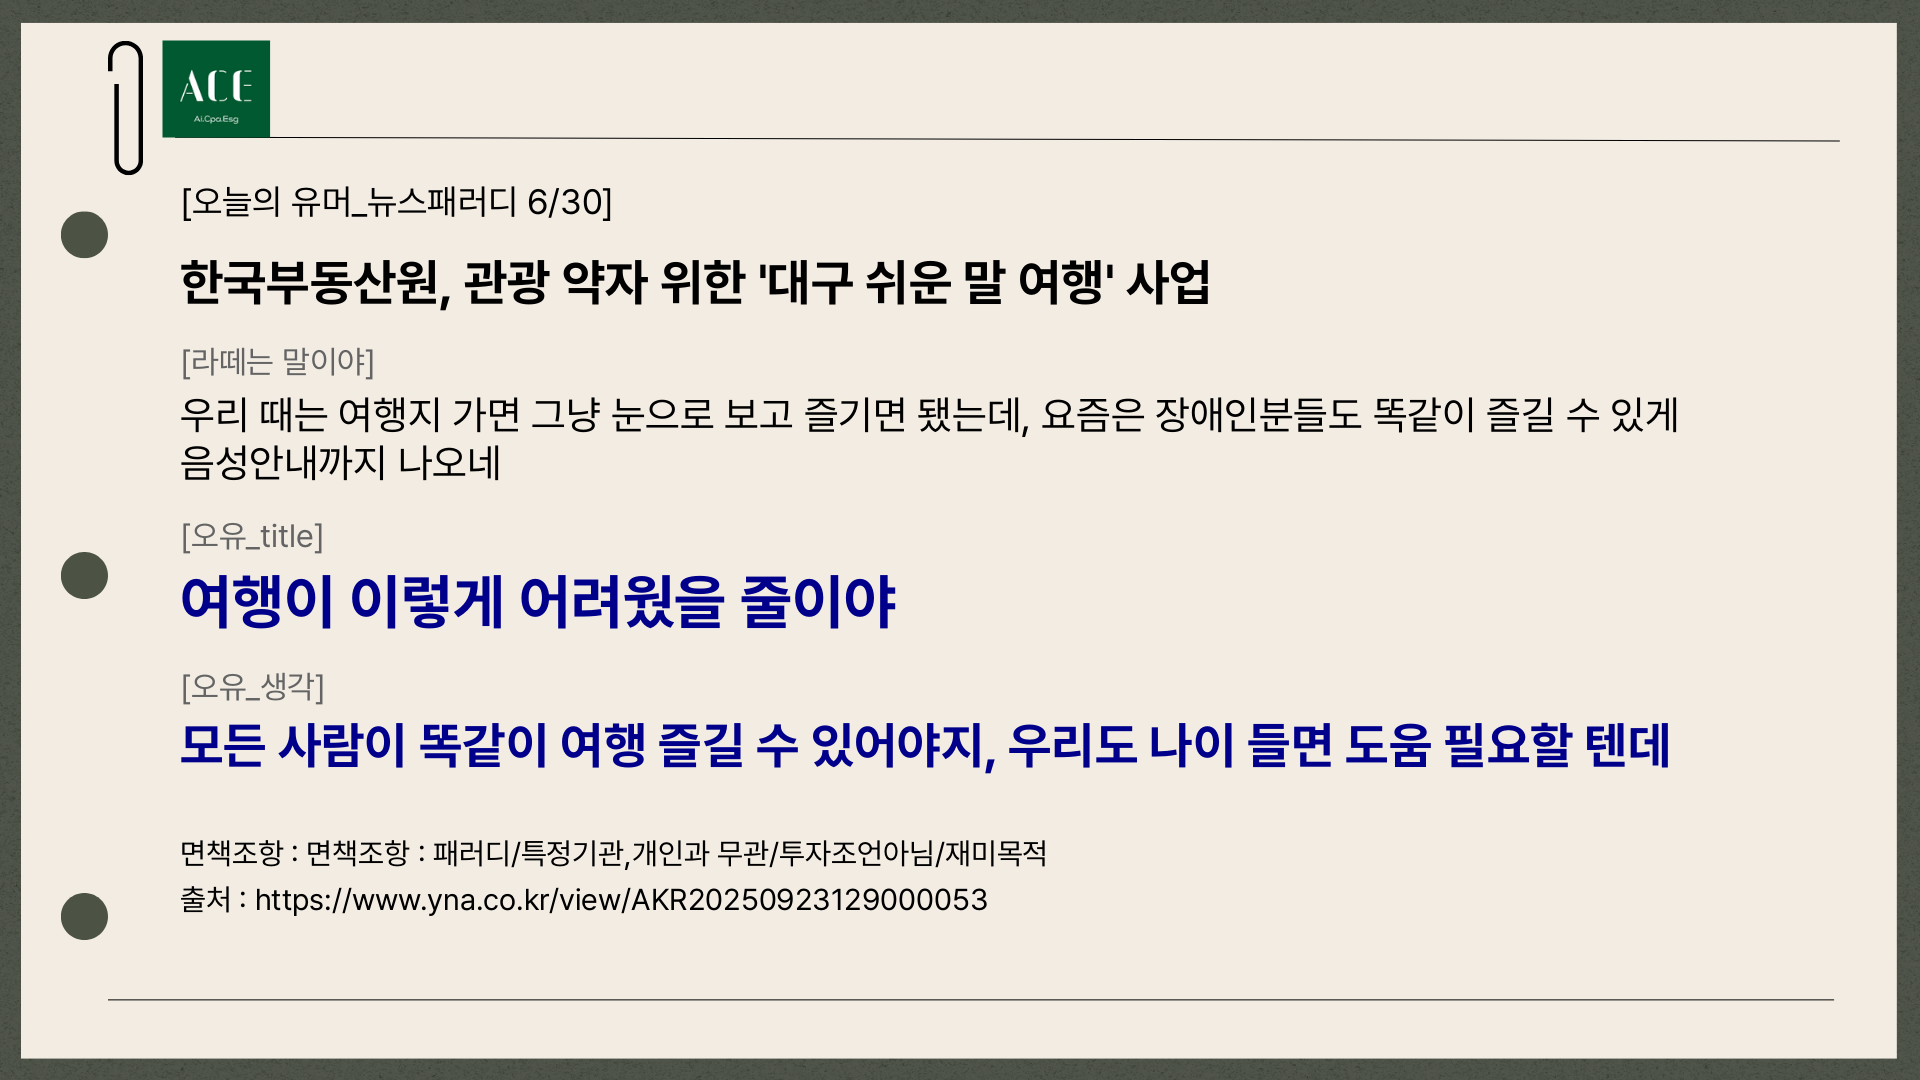 ACE
Ai.Cpa.Esg
[오늘의 유머_뉴스패러디 6/30]
한국부동산원, 관광 약자 위한 '대구 쉬운 말 여행' 사업
[라떼는 말이야]
우리 때는 여행지 가면 그냥 눈으로 보고 즐기면 됐는데, 요즘은 장애인분들도 똑같이 즐길 수 있게
음성안내까지 나오네
[오유_title]
여행이 이렇게 어려웠을 줄이야
[오유_생각]
모든 사람이 똑같이 여행 즐길 수 있어야지, 우리도 나이 들면 도움 필요할 텐데
면책조항 : 면책조항 : 패러디/특정기관,개인과 무관/투자조언아님/재미목적
출처 : https://www.yna.co.kr/view/AKR20250923129000053